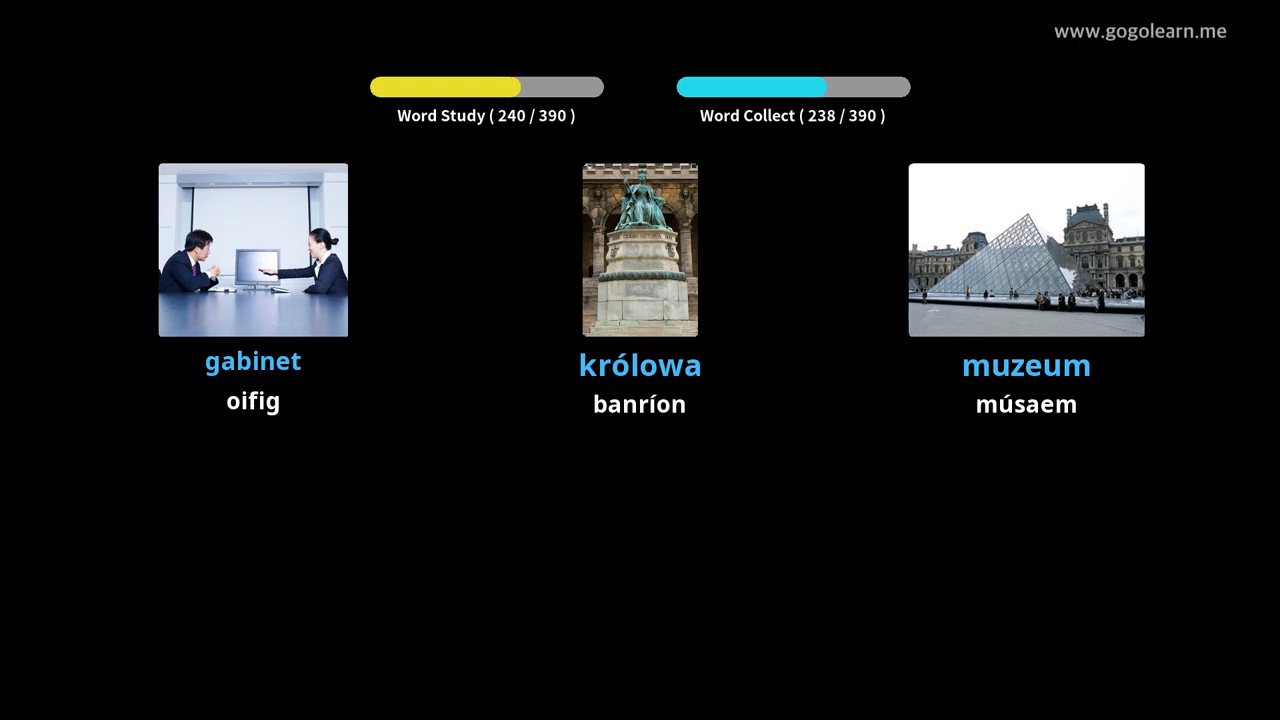 www.gogolearn.me
Word Study ( 240 / 390 )
Word Collect ( 238 / 390 )
gabinet
królowa
muzeum
oifig
banríon
músaem